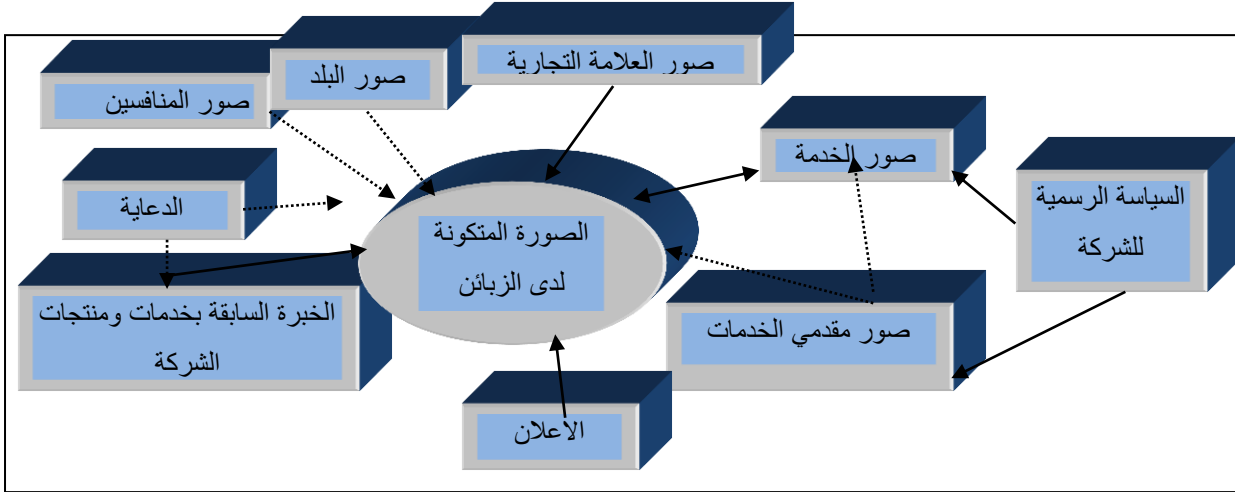 صور العلامة التجارية
صور البلد
صور المنافسين
صور الخدمة
السياسة الرسمية
للشركة
الدعاية
الصورة المتكونة
لدى الزبائن
الخبرة السابقة بخدمات ومنتجات
الشركة
صور مقدمي الخدمات
الاعلان